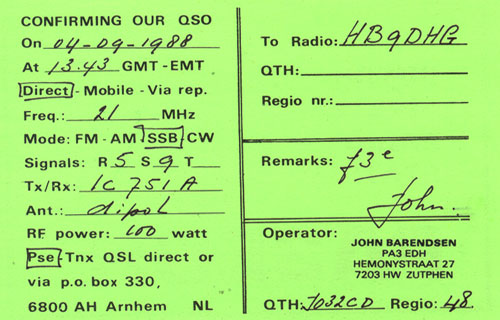 CONFIRMING OUR QSO
On 04-09-1988
At 13.43 GMT-EMT
Direct - Mobile - Via rep.
Freq.: 21 MHz
Mode: FM - AM SSB CW
Signals: R 5 S 9 T
Tx/Rx: IC 751A
Ant.: dipol
RF power: 100 watt
Pse Tnx QSL direct or
via p.o.box 330,
6800 AH Arnhem NL
To Radio: HB9DHG
QTH:
Regio nr.:
Remarks: 73e
John.
Operator:
JOHN BARENDSEN
PA3 EDH
HEMONYSTRAAT 27
7203 HW ZUTPHEN
QTH: JO32CD Regio: 48